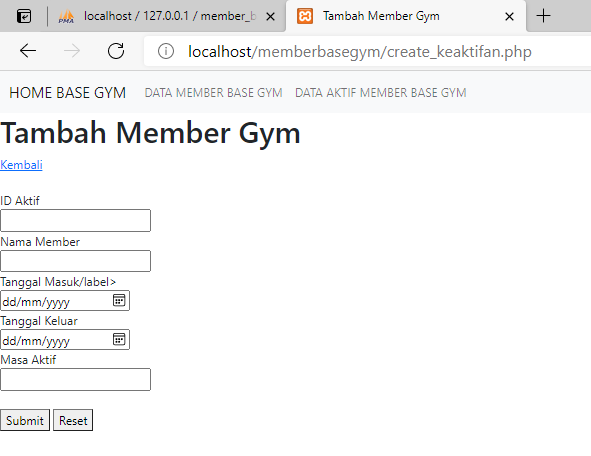 localhost / 127.0.0.1 / member_b
Tambah Member Gym
localhost/memberbasegym/create_keaktifan.php
HOME BASE GYM DATA MEMBER BASE GYM DATA AKTIF MEMBER BASE GYM
Tambah Member Gym
Kembali
ID Aktif
Nama Member
Tanggal Masuk/label>
dd/mm/yyyy
Tanggal Keluar
dd/mm/yyyy
Masa Aktif
Submit Reset